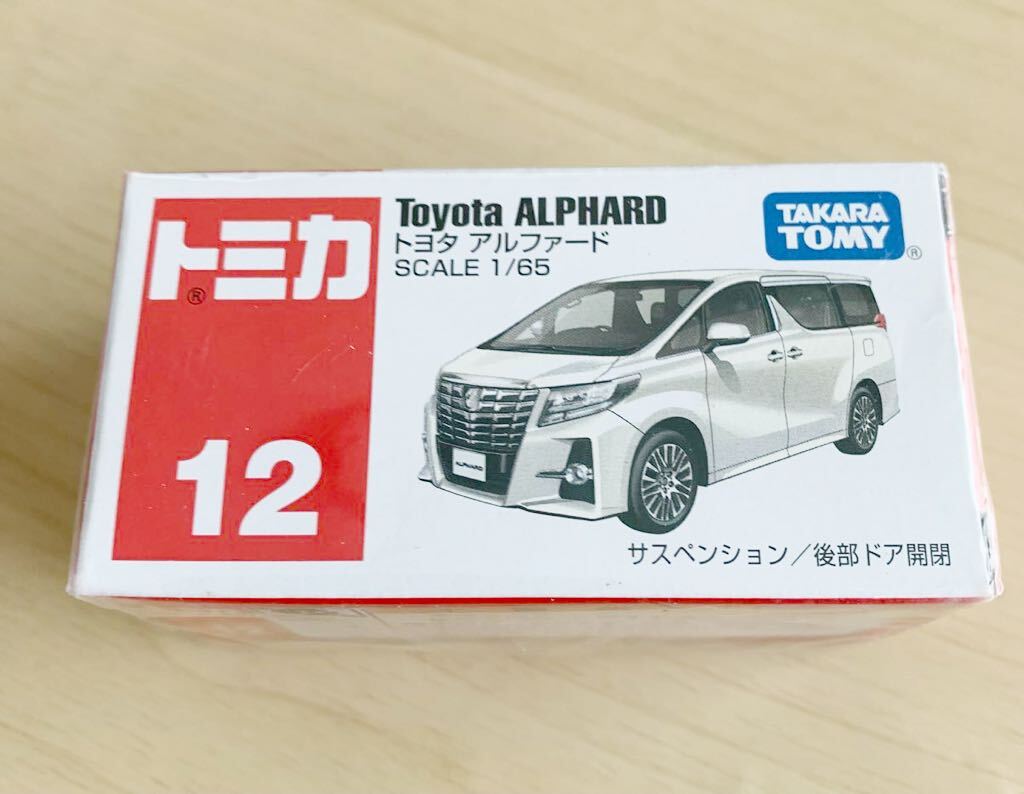 トミカ
®
12
Toyota ALPHARD
トヨタ アルファード
SCALE 1/65
TAKARA
TOMY
®
ALPHARD
サスペンション/後部ドア開閉